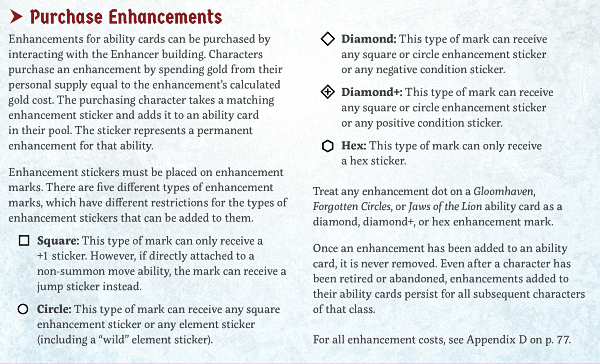 Purchase Enhancements
Enhancements for ability cards can be purchased by
interacting with the Enhancer building. Characters
purchase an enhancement by spending gold from their
personal supply equal to the enhancement's calculated
gold cost. The purchasing character takes a matching
enhancement sticker and adds it to an ability card
in their pool. The sticker represents a permanent
enhancement for that ability.
Enhancement stickers must be placed on enhancement
marks. There are five different types of enhancement
marks, which have different restrictions for the types of
enhancement stickers that can be added to them.
Square: This type of mark can only receive a
+1 sticker. However, if directly attached to a
non-summon move ability, the mark can receive a
jump sticker instead.
Circle: This type of mark can receive any square
enhancement sticker or any element sticker
(including a "wild" element sticker).
Diamond: This type of mark can receive
any square or circle enhancement sticker
or any negative condition sticker.
Diamond+: This type of mark can receive
any square or circle enhancement sticker
or any positive condition sticker.
Hex: This type of mark can only receive
a hex sticker.
Treat any enhancement dot on a Gloomhaven,
Forgotten Circles, or Jaws of the Lion ability card as a
diamond, diamond+, or hex enhancement mark.
Once an enhancement has been added to an ability
card, it is never removed. Even after a character has
been retired or abandoned, enhancements added to
their ability cards persist for all subsequent characters
of that class.
For all enhancement costs, see Appendix D on p. 77.